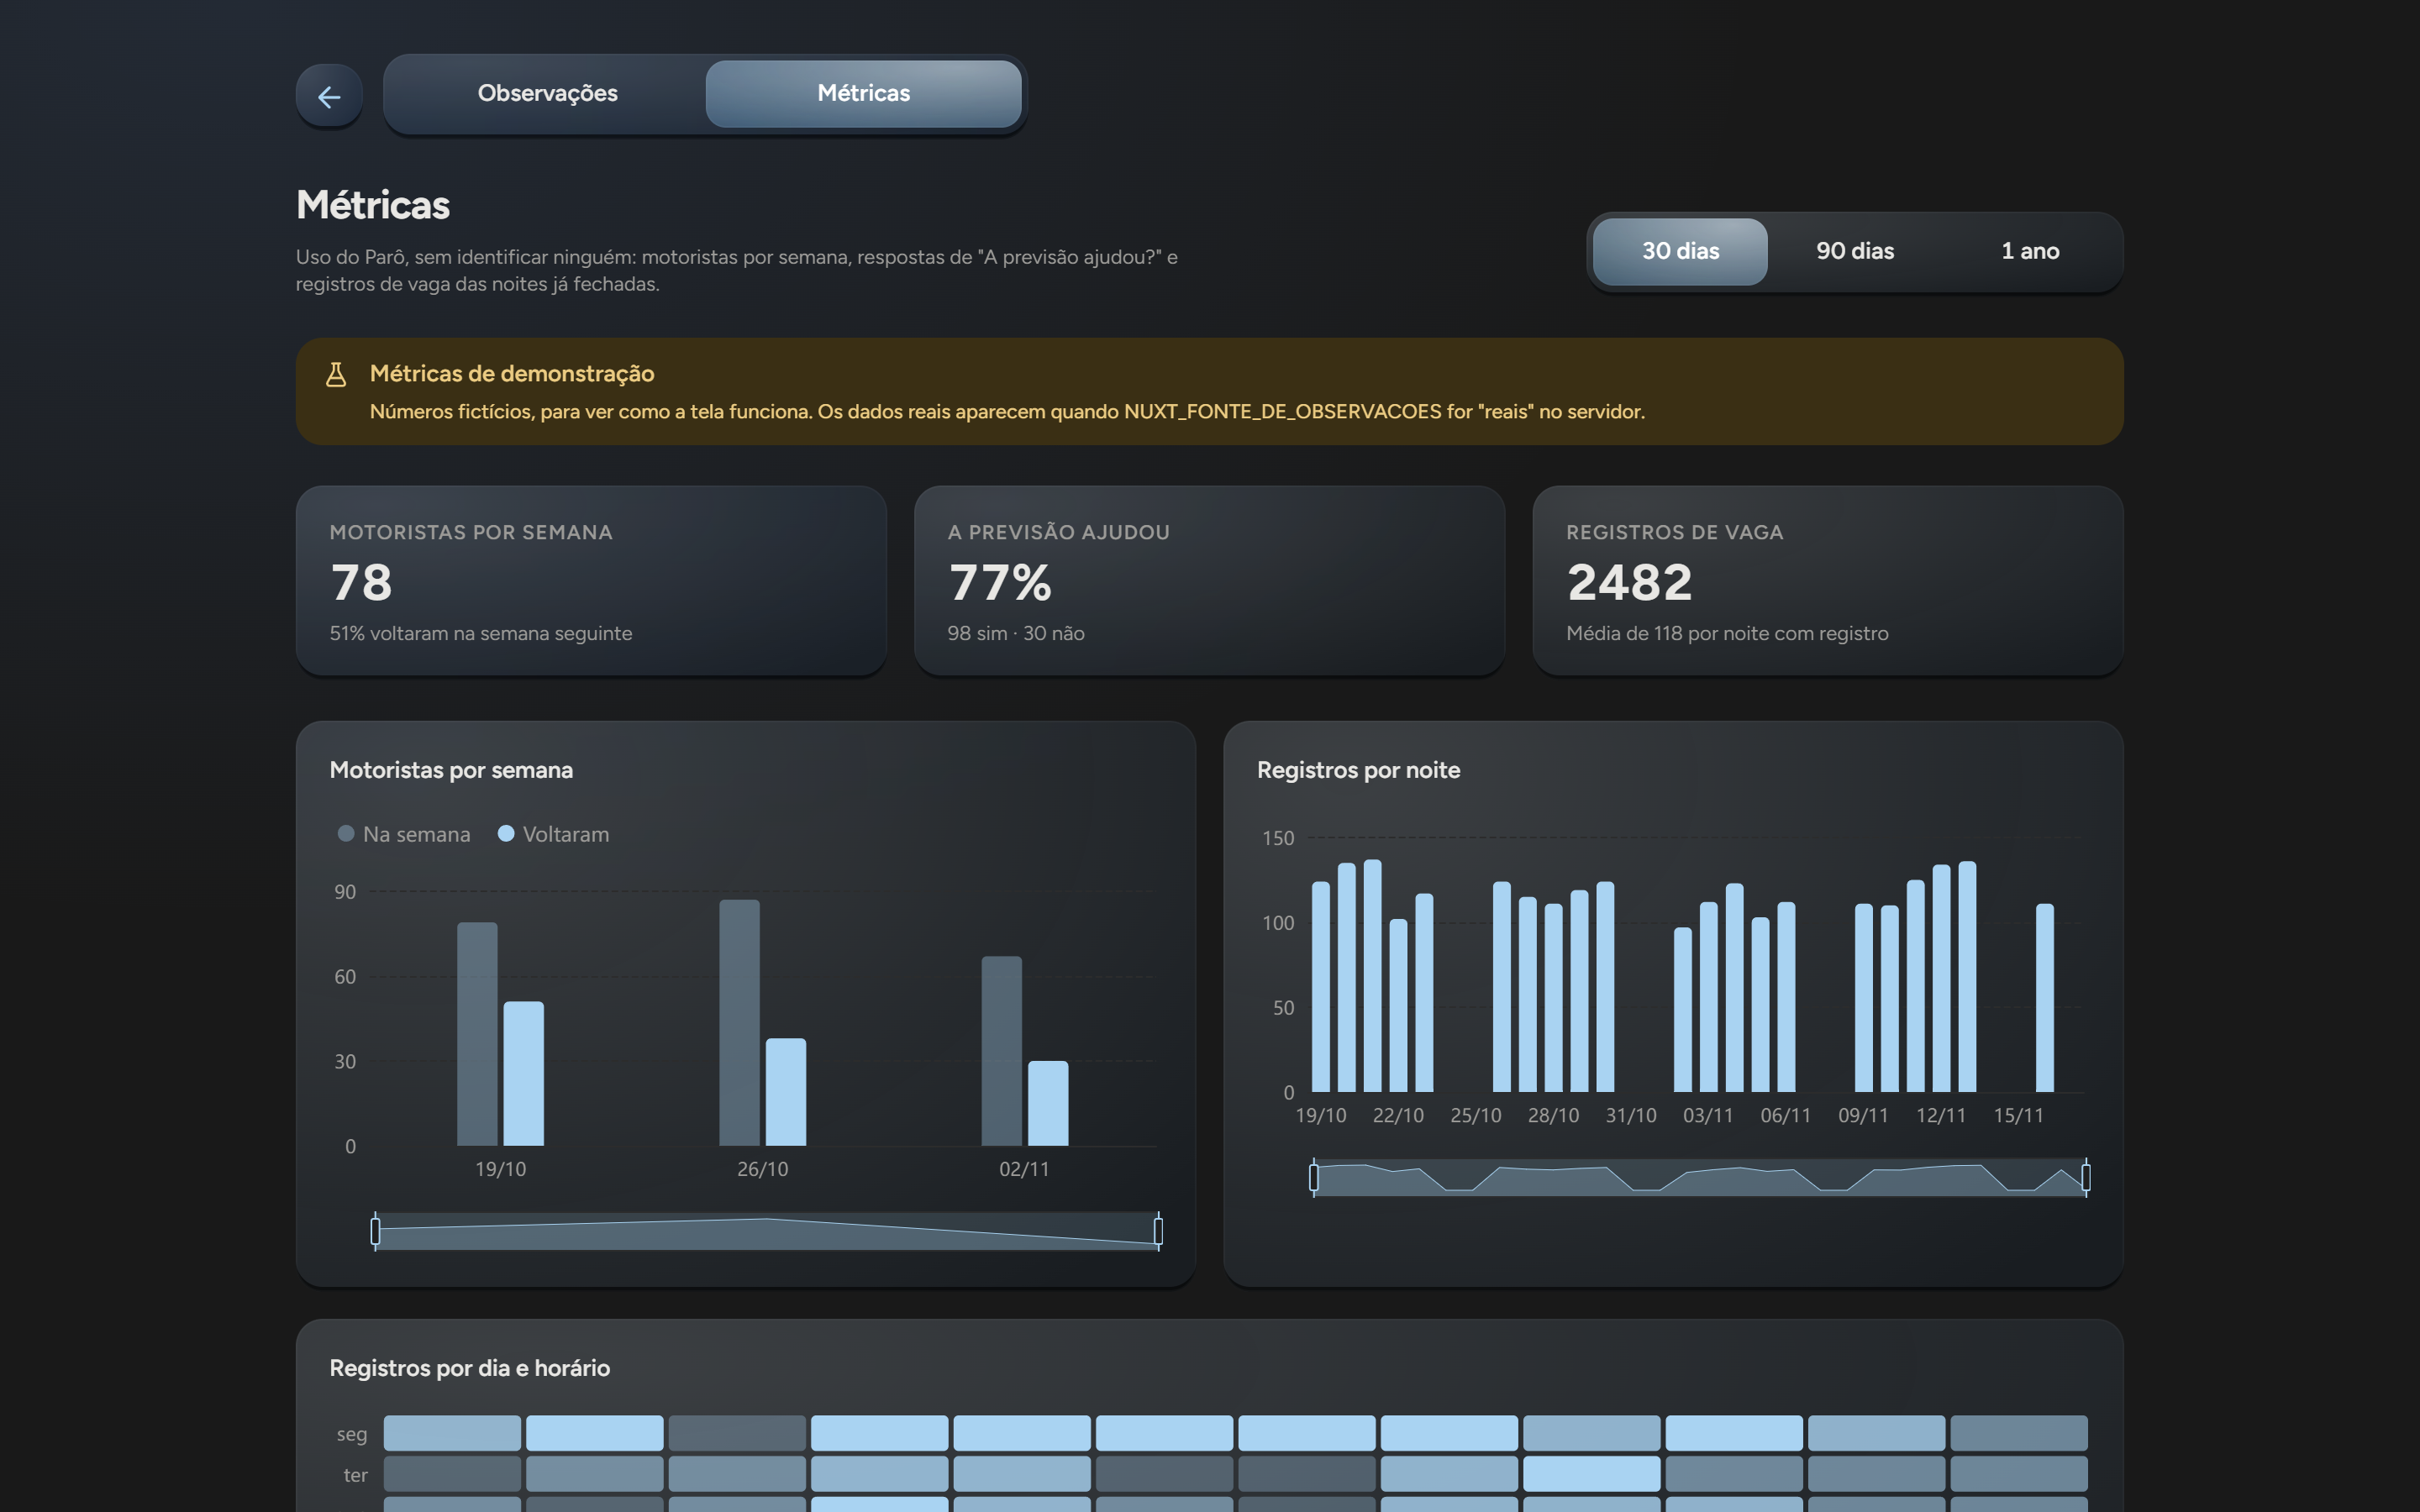 Observações
Métricas
Métricas
Uso do Parô, sem identificar ninguém: motoristas por semana, respostas de "A previsão ajudou?" e
registros de vaga das noites já fechadas.
30 dias
90 dias
1 ano
Métricas de demonstração
Números fictícios, para ver como a tela funciona. Os dados reais aparecem quando NUXT_FONTE_DE_OBSERVACOES for "reais" no servidor.
MOTORISTAS POR SEMANA
78
51% voltaram na semana seguinte
A PREVISÃO AJUDOU
77%
98 sim · 30 não
REGISTROS DE VAGA
2482
Média de 118 por noite com registro
Motoristas por semana
Na semana
Voltaram
90
60
30
0
19/10
26/10
02/11
Registros por noite
150
100
50
0
19/10
22/10
25/10
28/10
31/10
03/11
06/11
09/11
12/11
15/11
Registros por dia e horário
seg
ter